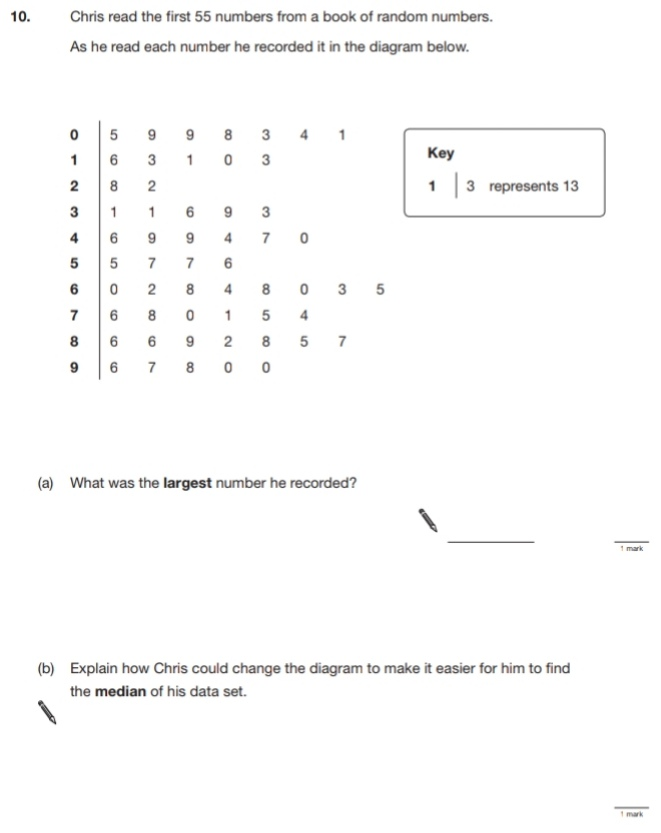 10. Chris read the first 55 numbers from a book of random numbers.
As he read each number he recorded it in the diagram below.
0 | 5 9 9 8 3 4 1
1 | 6 3 1 0 3
2 | 8 2
3 | 1 1 6 9 3
4 | 6 9 9 4 7 0
5 | 5 7 7 6
6 | 0 2 8 4 8 0 3 5
7 | 6 8 0 1 5 4
8 | 6 6 9 2 8 5 7
9 | 6 7 8 0 0
Key
1 | 3 represents 13
(a) What was the largest number he recorded?
1 mark
(b) Explain how Chris could change the diagram to make it easier for him to find
the median of his data set.
1 mark